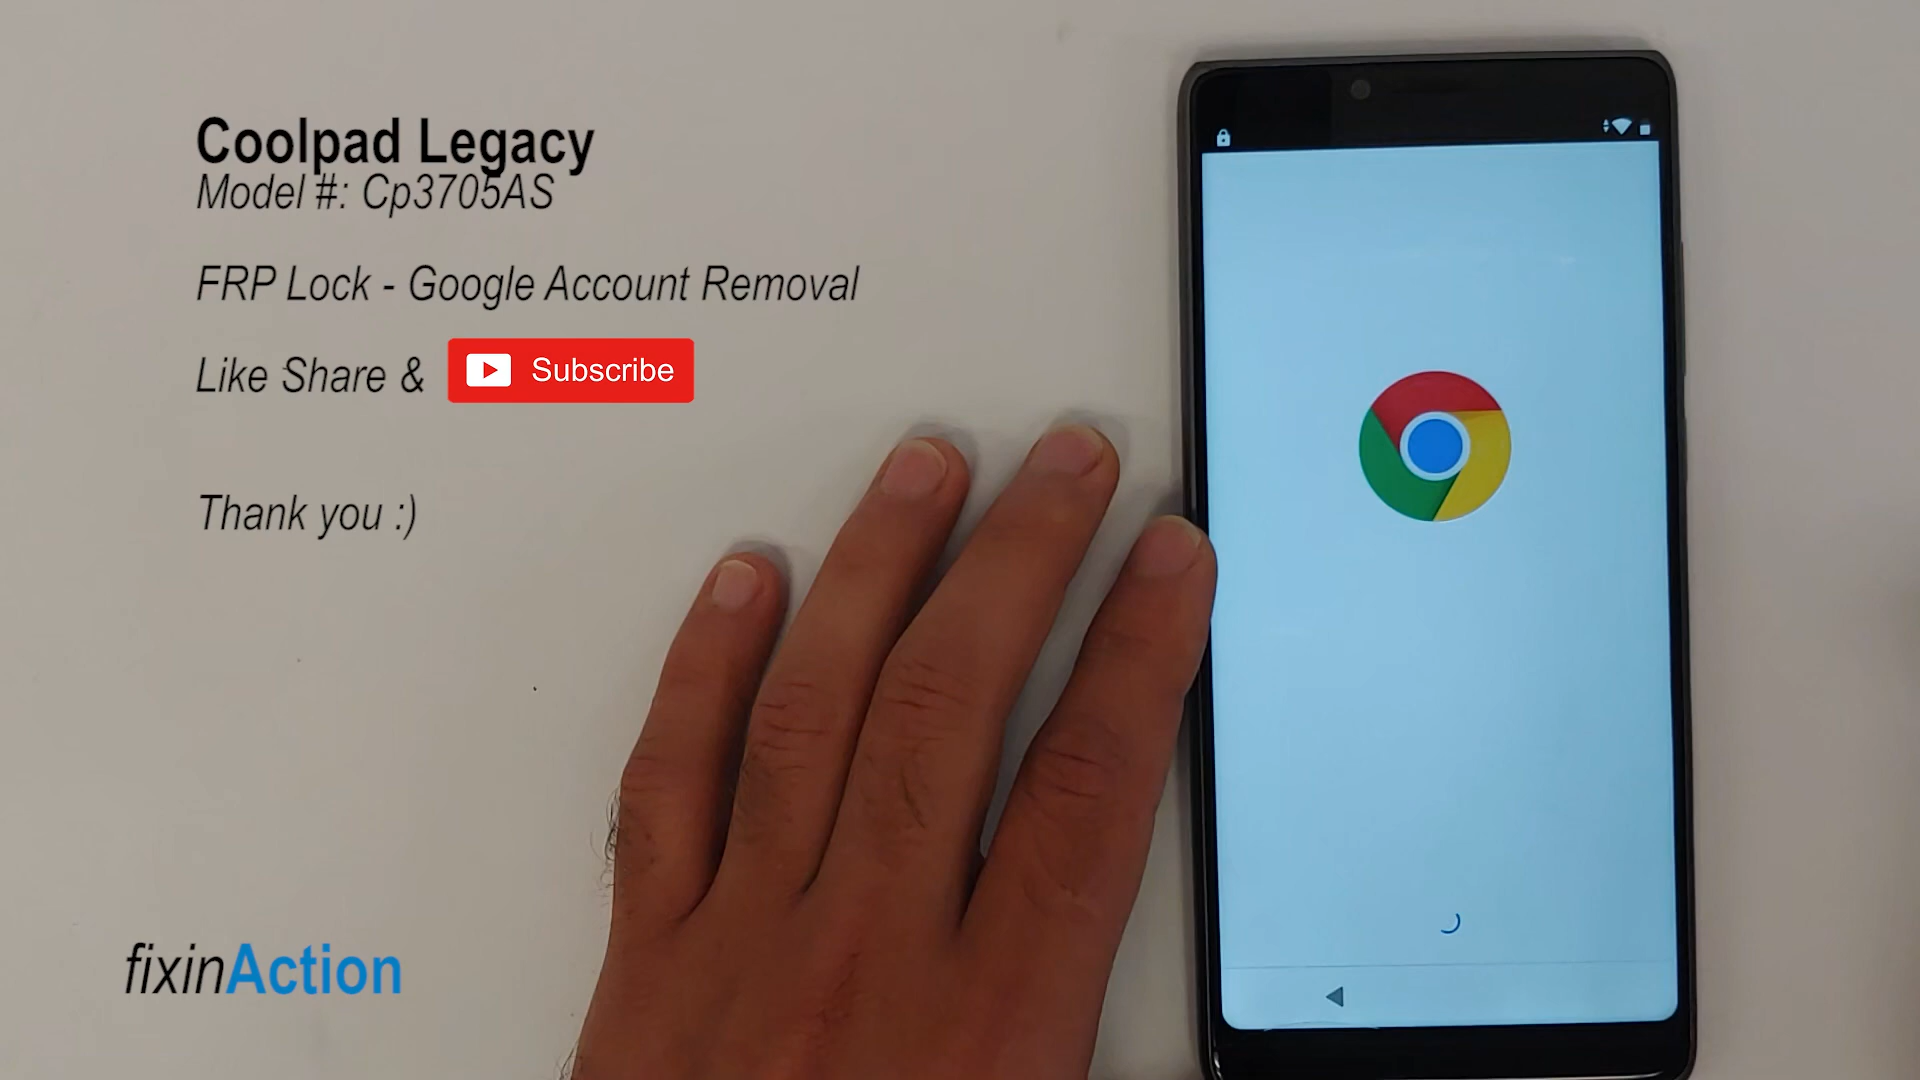 Coolpad Legacy
Model #: Cp3705AS
FRP Lock - Google Account Removal
Like Share & Subscribe
Thank you :)
fixinAction